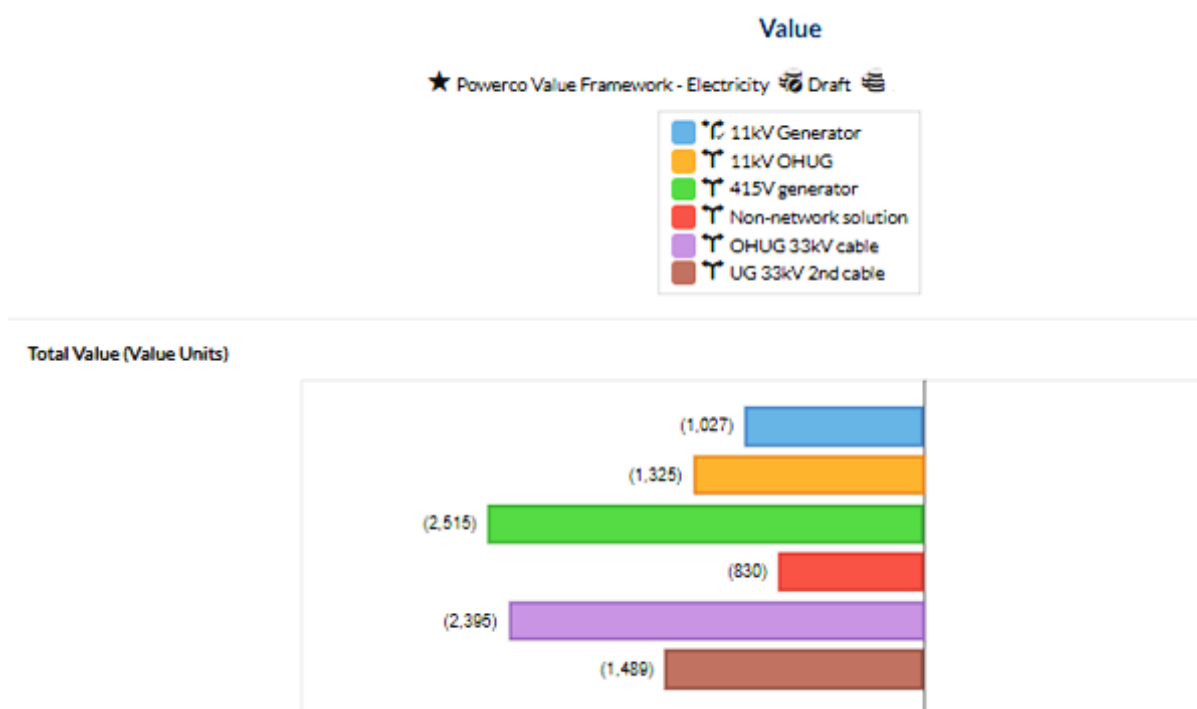 Value
Powerco Value Framework - Electricity Draft
11kV Generator
11kV OHUG
415V generator
Non-network solution
OHUG 33kV cable
UG 33kV 2nd cable
Total Value (Value Units)
(1,027)
(1,325)
(2,515)
(830)
(2,395)
(1,489)